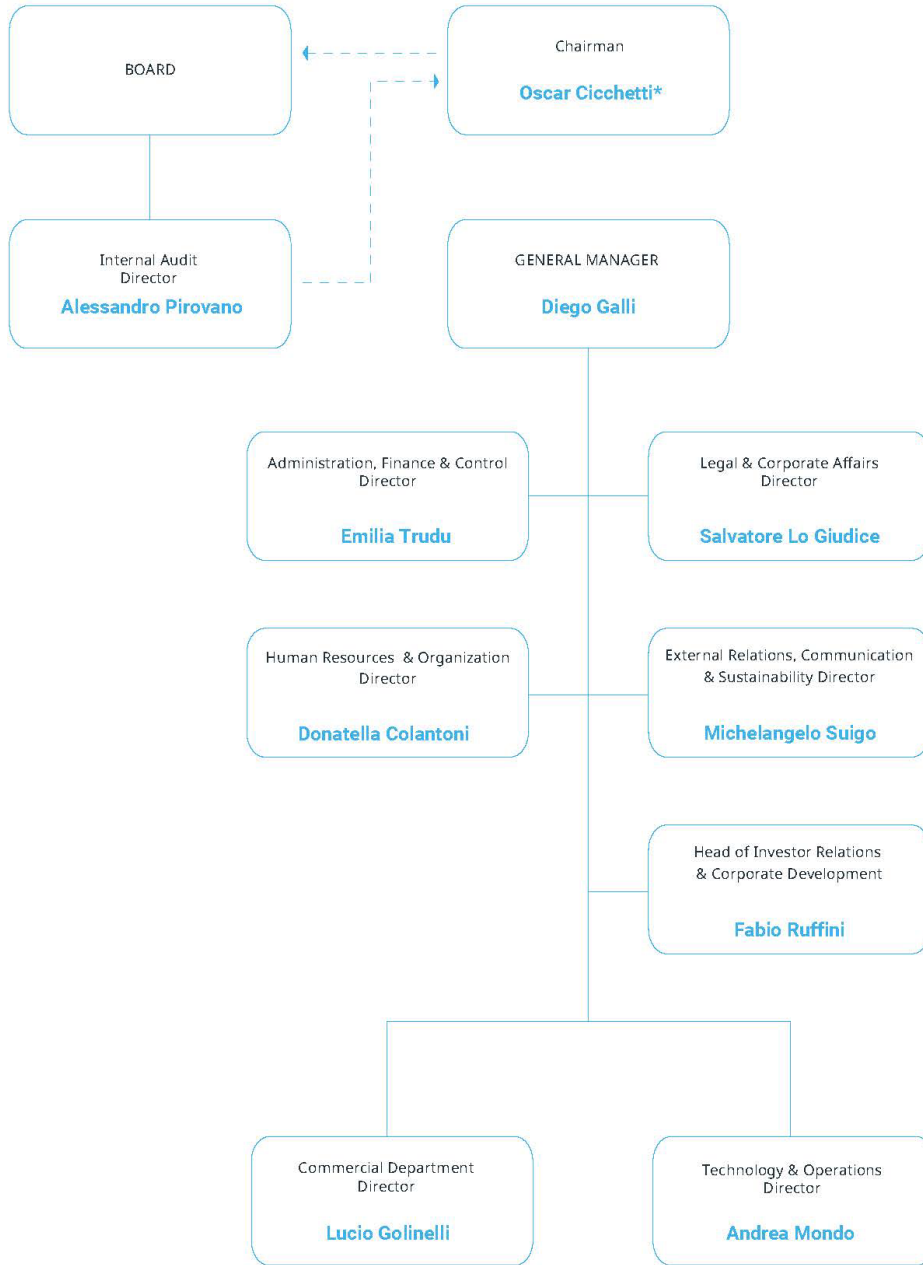 BOARD
Chairman
Oscar Cicchetti*
Internal Audit
Director
Alessandro Pirovano
GENERAL MANAGER
Diego Galli
Administration, Finance & Control
Director
Emilia Trudu
Legal & Corporate Affairs
Director
Salvatore Lo Giudice
Human Resources & Organization
Director
Donatella Colantoni
External Relations, Communication
& Sustainability Director
Michelangelo Suigo
Head of Investor Relations
& Corporate Development
Fabio Ruffini
Commercial Department
Director
Lucio Golinelli
Technology & Operations
Director
Andrea Mondo